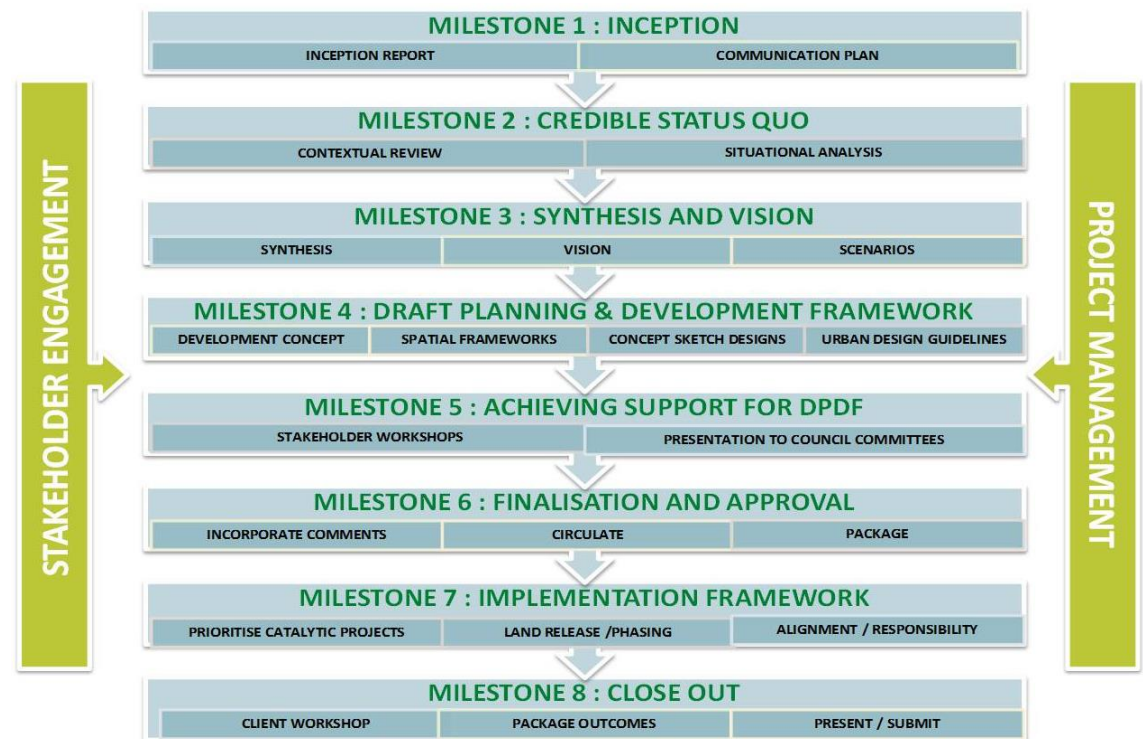 MILESTONE 1 : INCEPTION
INCEPTION REPORT
COMMUNICATION PLAN
MILESTONE 2 : CREDIBLE STATUS QUO
CONTEXTUAL REVIEW
SITUATIONAL ANALYSIS
MILESTONE 3 : SYNTHESIS AND VISION
SYNTHESIS
VISION
SCENARIOS
MILESTONE 4 : DRAFT PLANNING & DEVELOPMENT FRAMEWORK
DEVELOPMENT CONCEPT
SPATIAL FRAMEWORKS
CONCEPT SKETCH DESIGNS
URBAN DESIGN GUIDELINES
MILESTONE 5 : ACHIEVING SUPPORT FOR DPDF
STAKEHOLDER WORKSHOPS
PRESENTATION TO COUNCIL COMMITTEES
MILESTONE 6 : FINALISATION AND APPROVAL
INCORPORATE COMMENTS
CIRCULATE
PACKAGE
MILESTONE 7 : IMPLEMENTATION FRAMEWORK
PRIORITISE CATALYTIC PROJECTS
LAND RELEASE /PHASING
ALIGNMENT / RESPONSIBILITY
MILESTONE 8 : CLOSE OUT
CLIENT WORKSHOP
PACKAGE OUTCOMES
PRESENT / SUBMIT
STAKEHOLDER ENGAGEMENT
PROJECT MANAGEMENT